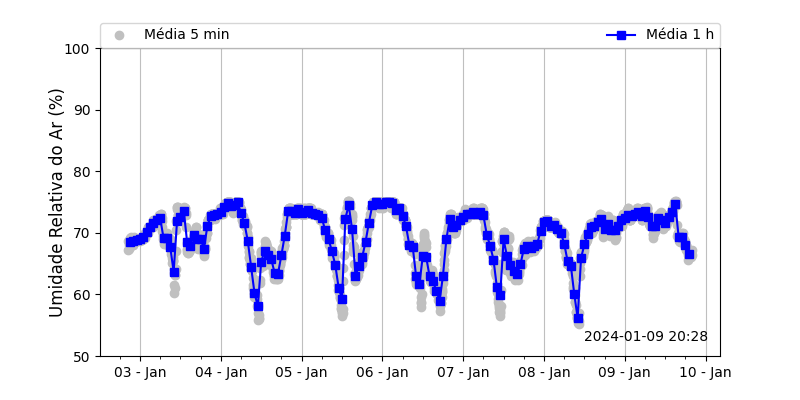 Média 5 min
Média 1 h
Umidade Relativa do Ar (%)
100
90
80
70
60
50
2024-01-09 20:28
03 - Jan
04 - Jan
05 - Jan
06 - Jan
07 - Jan
08 - Jan
09 - Jan
10 - Jan